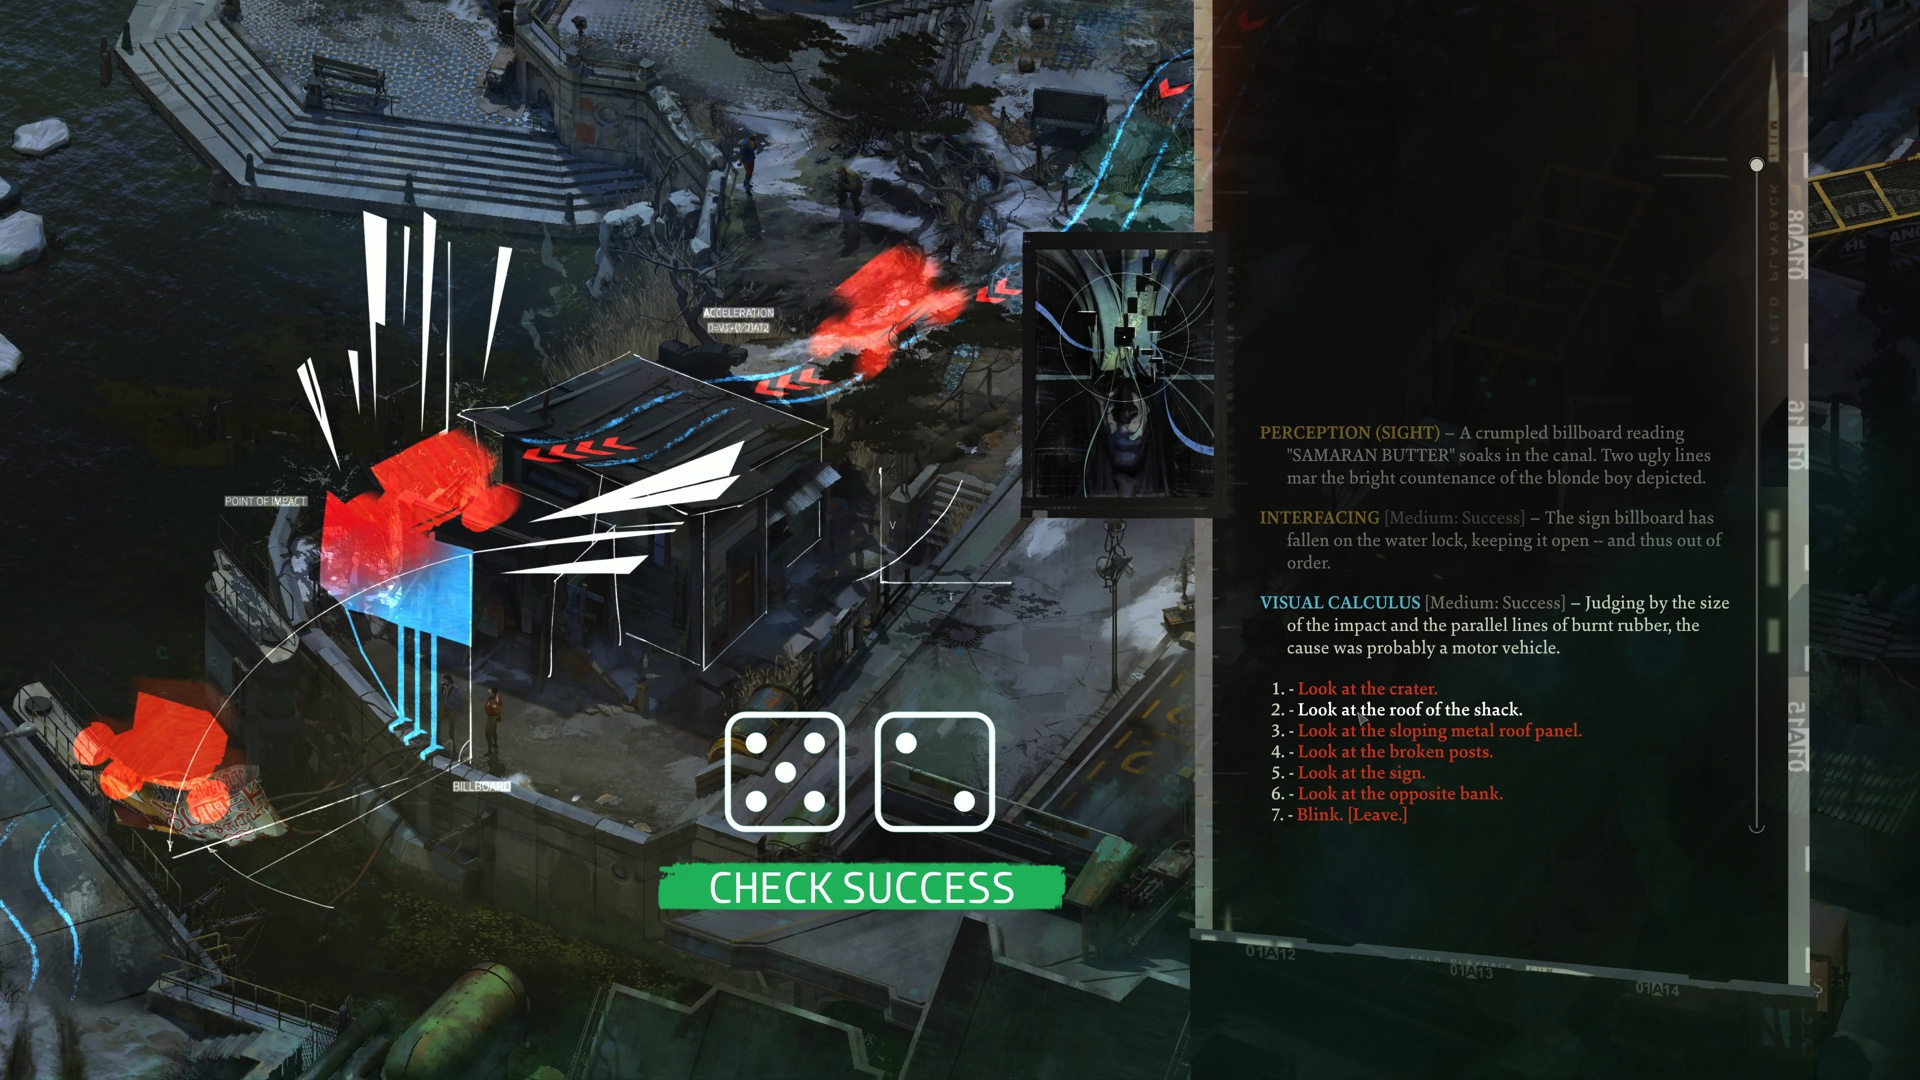 ACCELERATION
POINT OF IMPACT
V
T
BILLBOARD
CHECK SUCCESS
PERCEPTION (SIGHT) – A crumpled billboard reading
"SAMARAN BUTTER" soaks in the canal. Two ugly lines
mar the bright countenance of the blonde boy depicted.
INTERFACING [Medium: Success] – The sign billboard has
fallen on the water lock, keeping it open -- and thus out of
order.
VISUAL CALCULUS [Medium: Success] – Judging by the size
of the impact and the parallel lines of burnt rubber, the
cause was probably a motor vehicle.
1. - Look at the crater.
2. - Look at the roof of the shack.
3. - Look at the sloping metal roof panel.
4. - Look at the broken posts.
5. - Look at the sign.
6. - Look at the opposite bank.
7. - Blink. [Leave.]
01A12
01A13
01A14